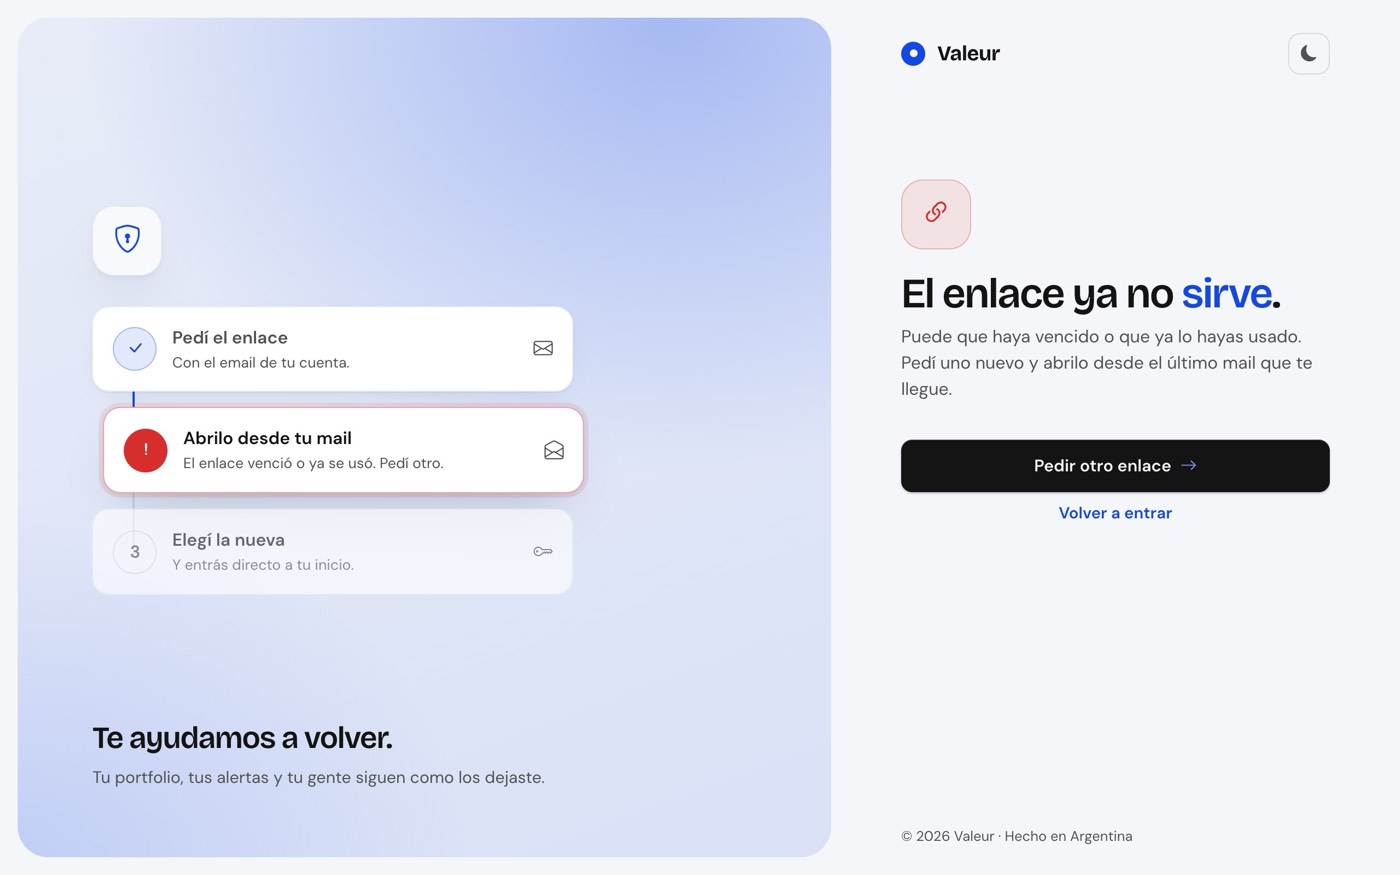 Pedí el enlace
Con el email de tu cuenta.
!
Abrilo desde tu mail
El enlace venció o ya se usó. Pedí otro.
3
Elegí la nueva
Y entrás directo a tu inicio.
Te ayudamos a volver.
Tu portfolio, tus alertas y tu gente siguen como los dejaste.
Valeur
El enlace ya no sirve.
Puede que haya vencido o que ya lo hayas usado.
Pedí uno nuevo y abrilo desde el último mail que te
llegue.
Pedir otro enlace →
Volver a entrar
© 2026 Valeur · Hecho en Argentina